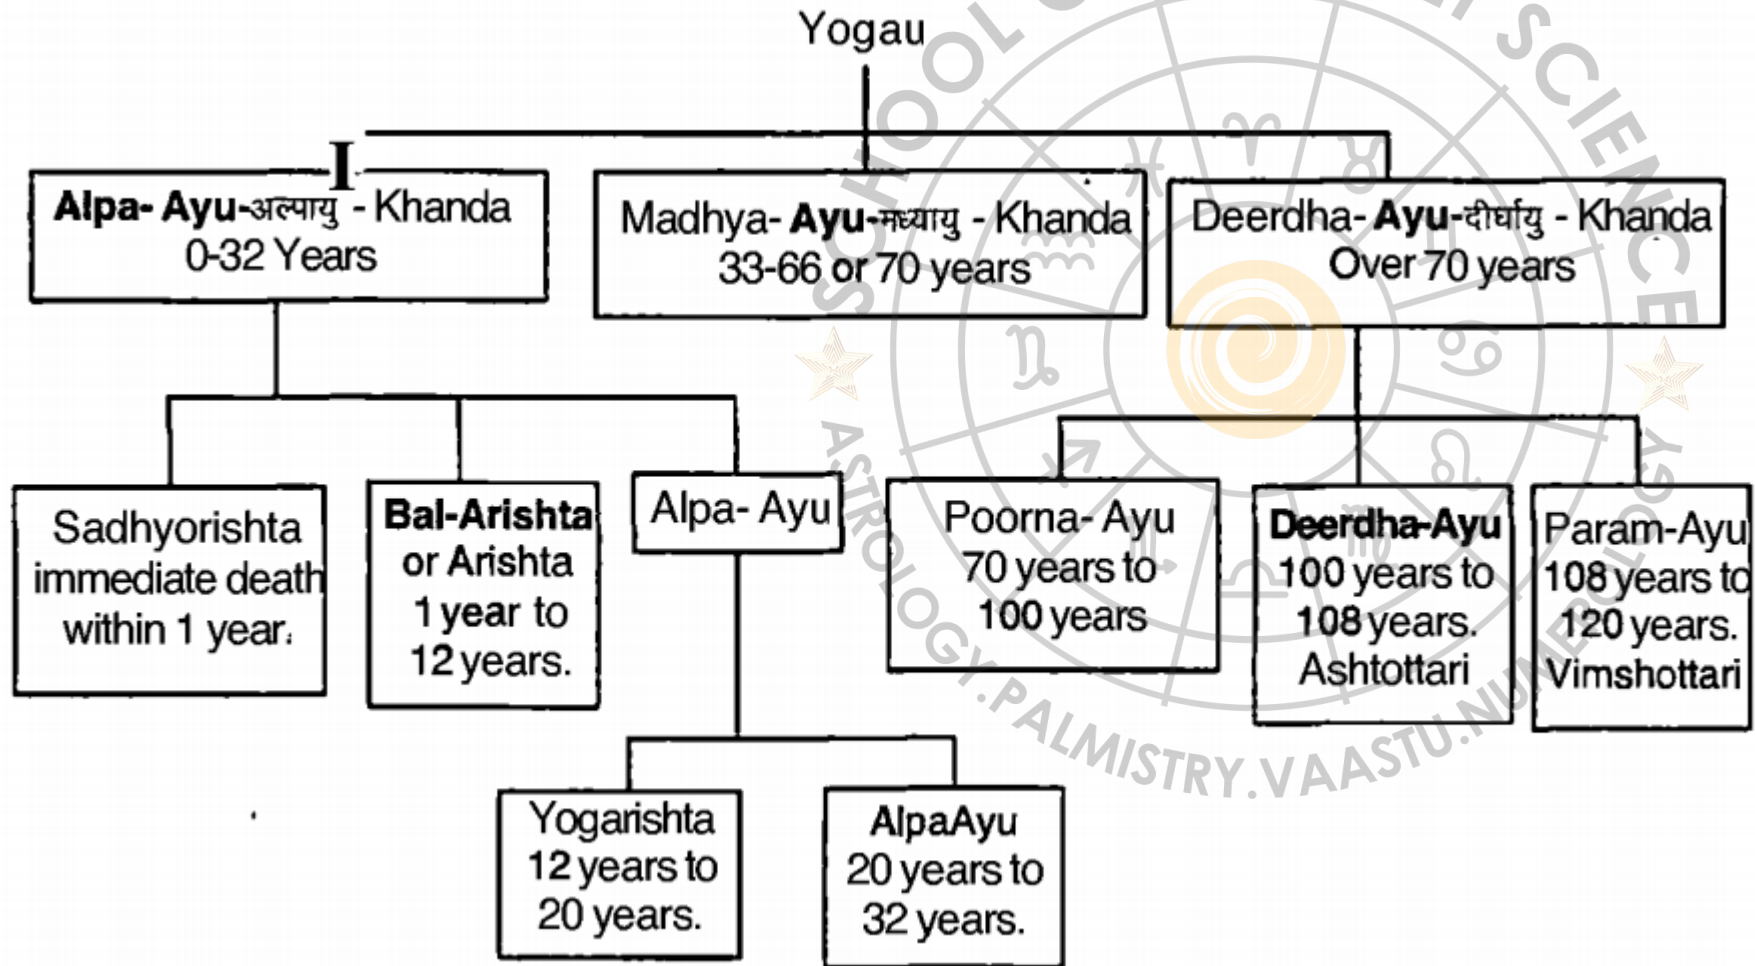 Yogau
I
Alpa- Ayu-अल्पायु - Khanda
0-32 Years
Madhya- Ayu-मध्यायु - Khanda
33-66 or 70 years
Deerdha- Ayu-दीर्घायु - Khanda
Over 70 years
Sadhyorishta
immediate death
within 1 year.
Bal-Arishta
or Arishta
1 year to
12 years.
Alpa- Ayu
Poorna- Ayu
70 years to
100 years
Deerdha-Ayu
100 years to
108 years.
Ashtottari
Param-Ayu
108 years to
120 years.
Vimshottari
Yogarishta
12 years to
20 years.
AlpaAyu
20 years to
32 years.
SCHOOL
SCIENCE
ASTROLOGY.PALMISTRY.VAASTU.NUMEROLOGY